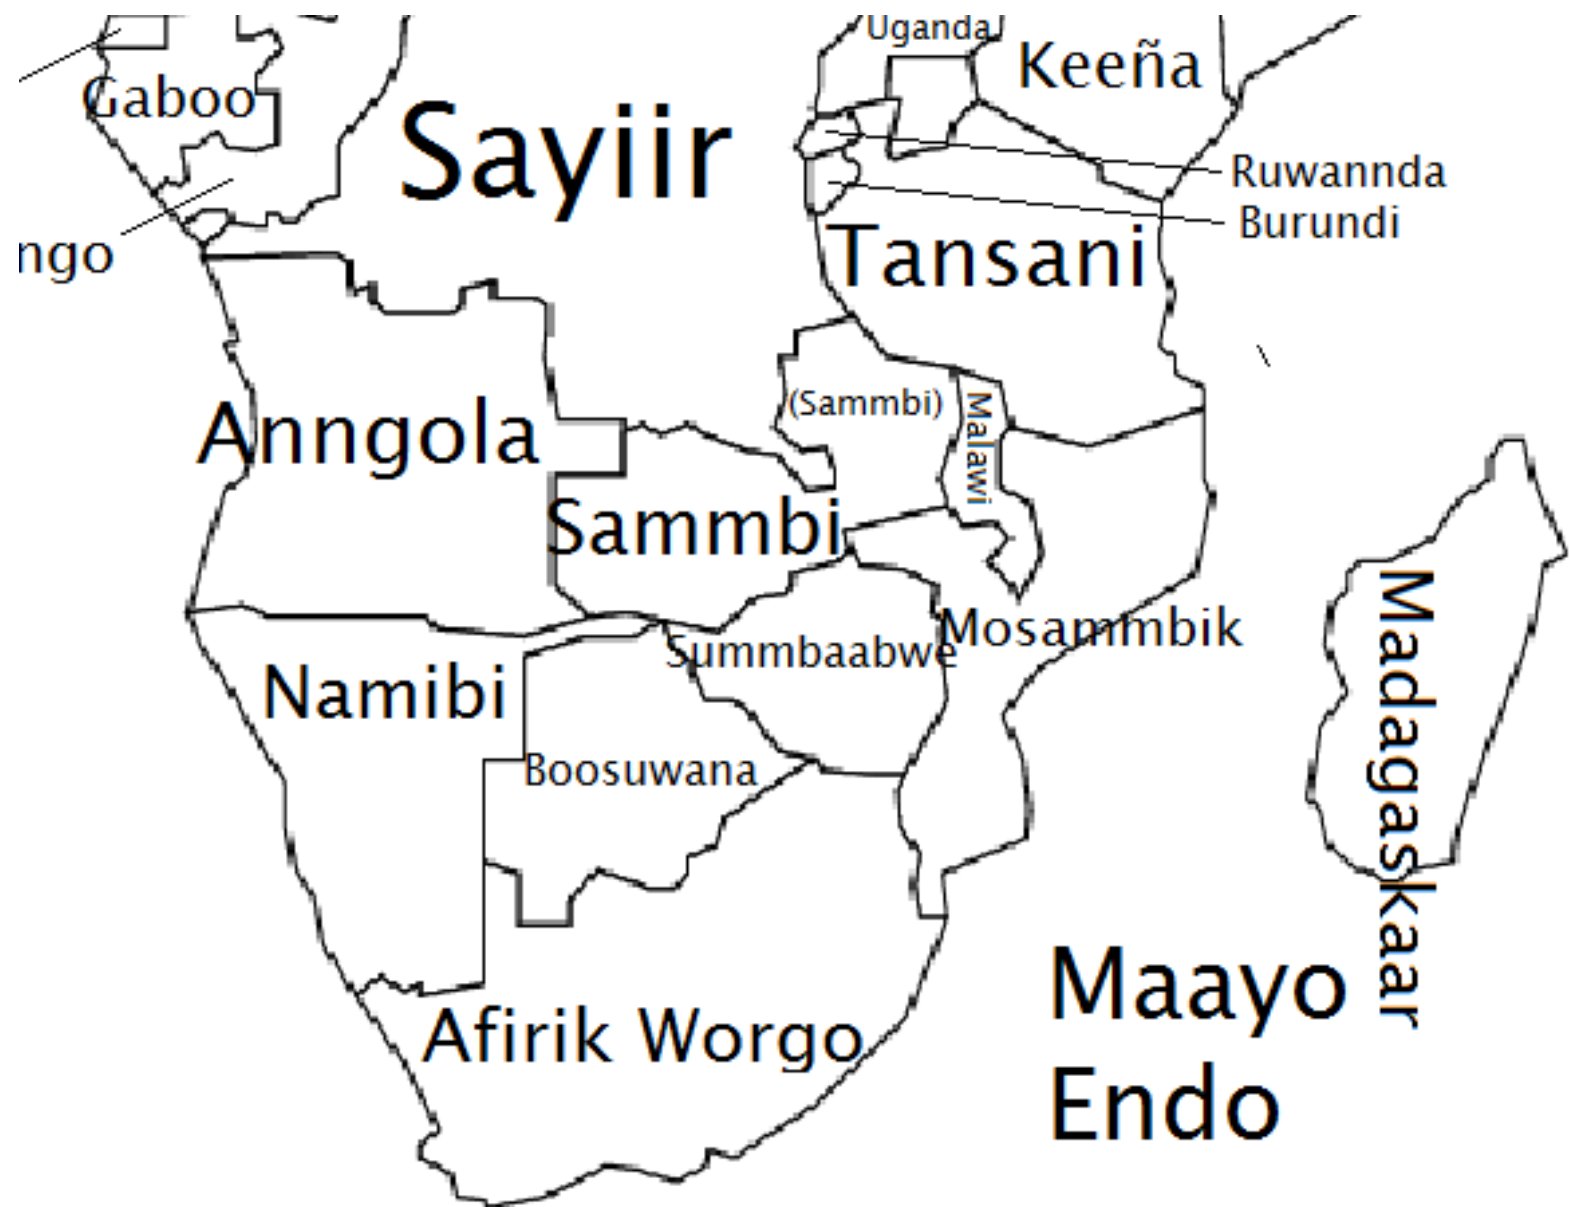 Uganda
Keeña
Gaboo
Sayiir
Ruwannda
Burundi
ngo
Tansani
(Sammbi)
Malawi
Anngola
Sammbi
Mosammbik
Summbaabwe
Namibi
Boosuwana
Madagaskaar
Maayo
Endo
Afirik Worgo